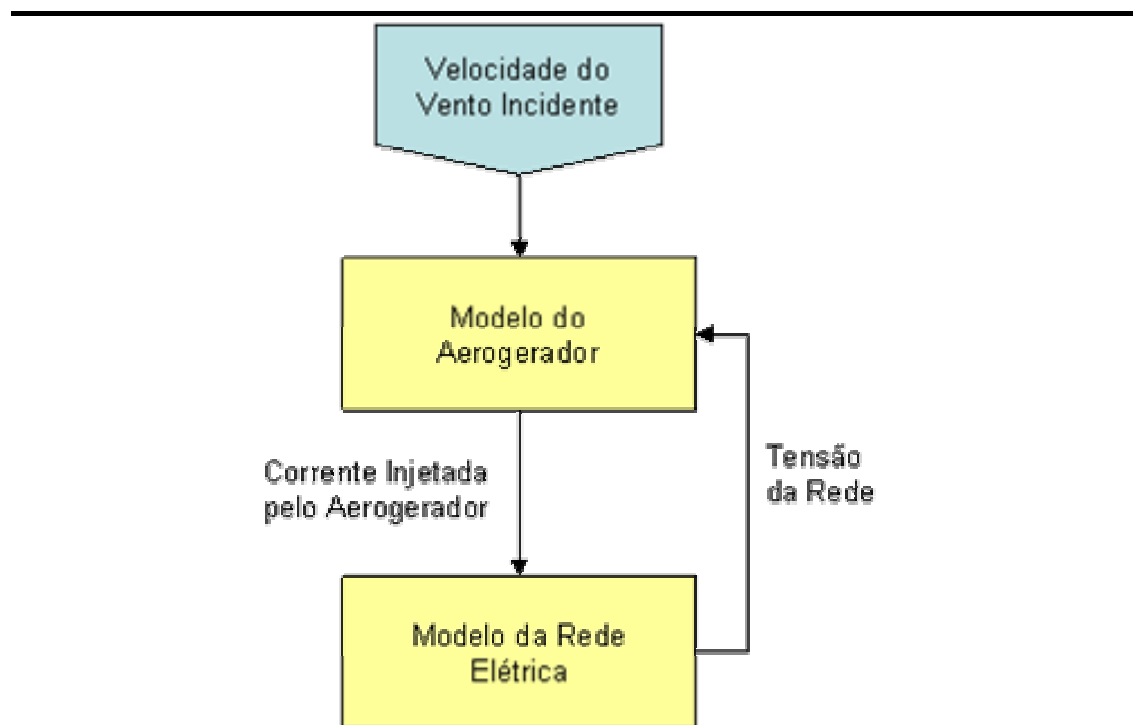 Velocidade do
Vento Incidente
Modelo do
Aerogerador
Corrente Injetada
pelo Aerogerador
Tensão
da Rede
Modelo da Rede
Elétrica